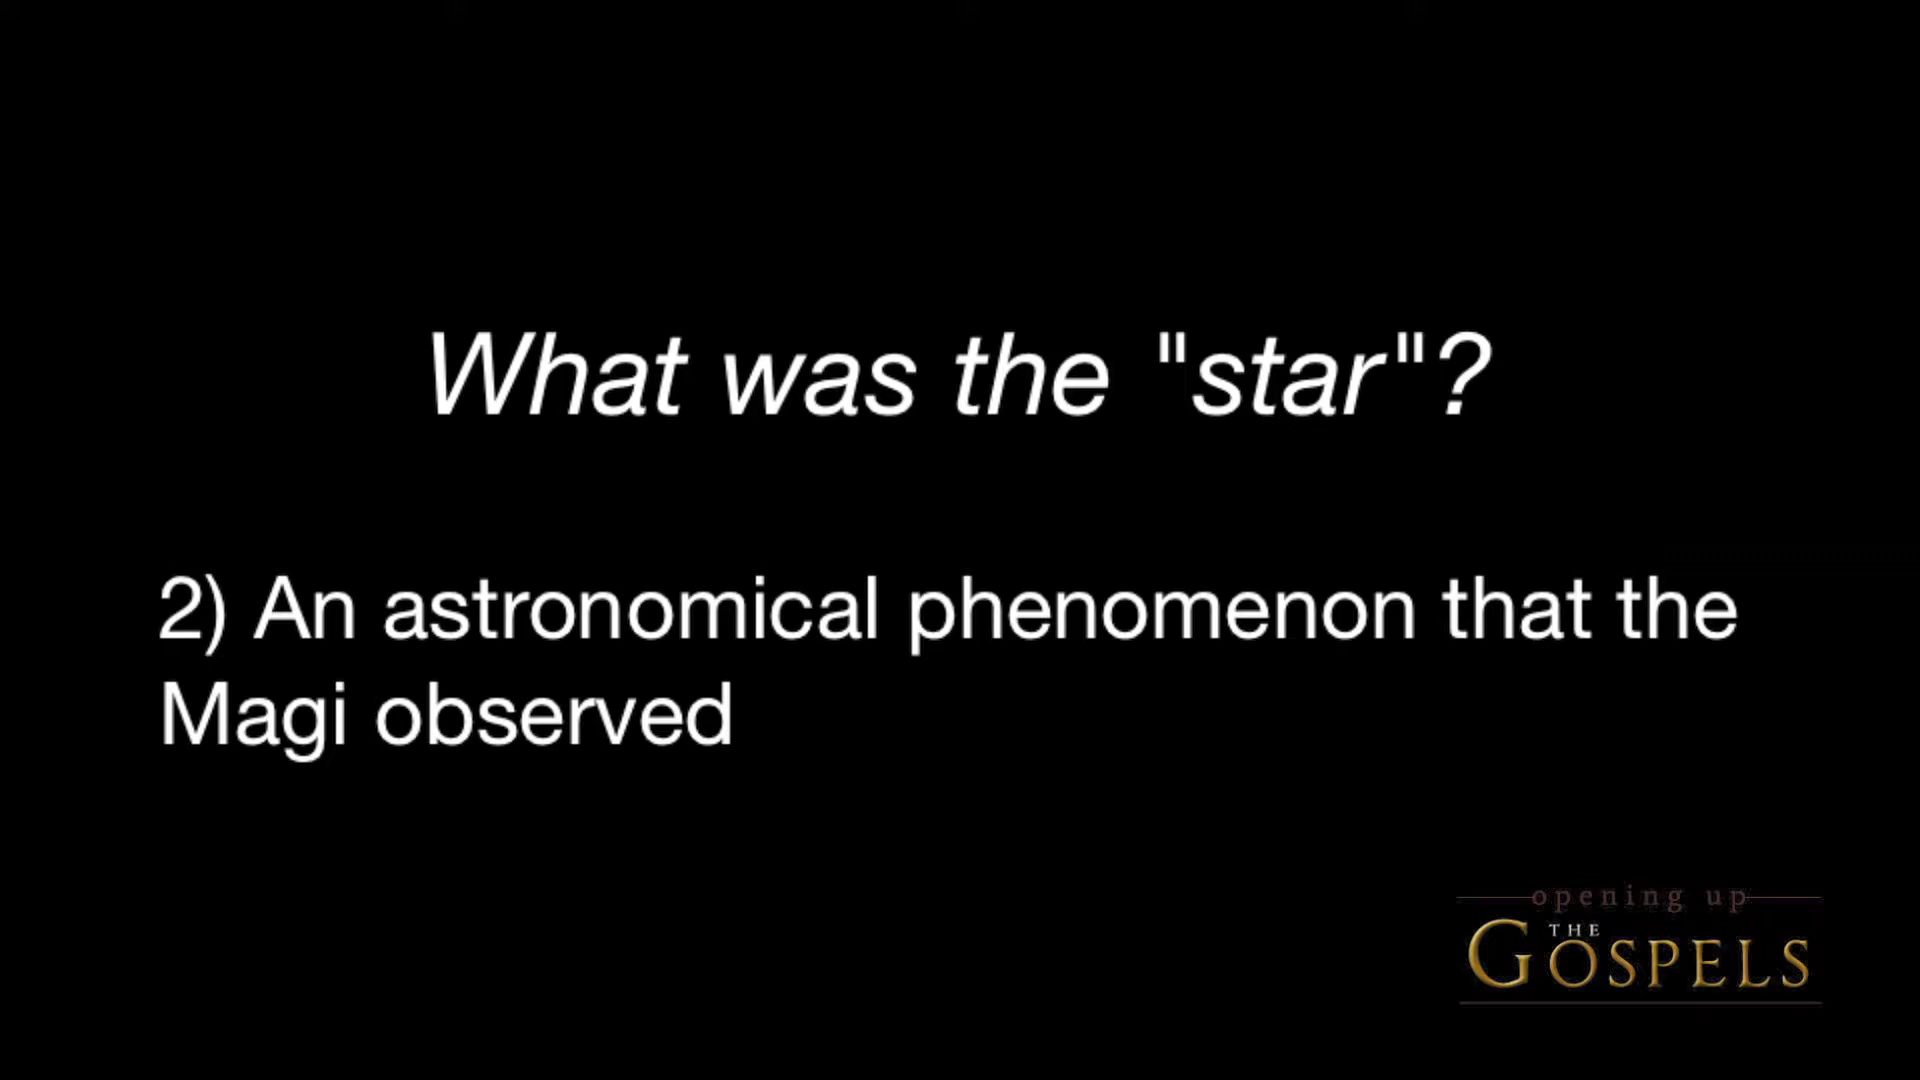 What was the "star"?
2) An astronomical phenomenon that the
Magi observed
opening up
THE
GOSPELS